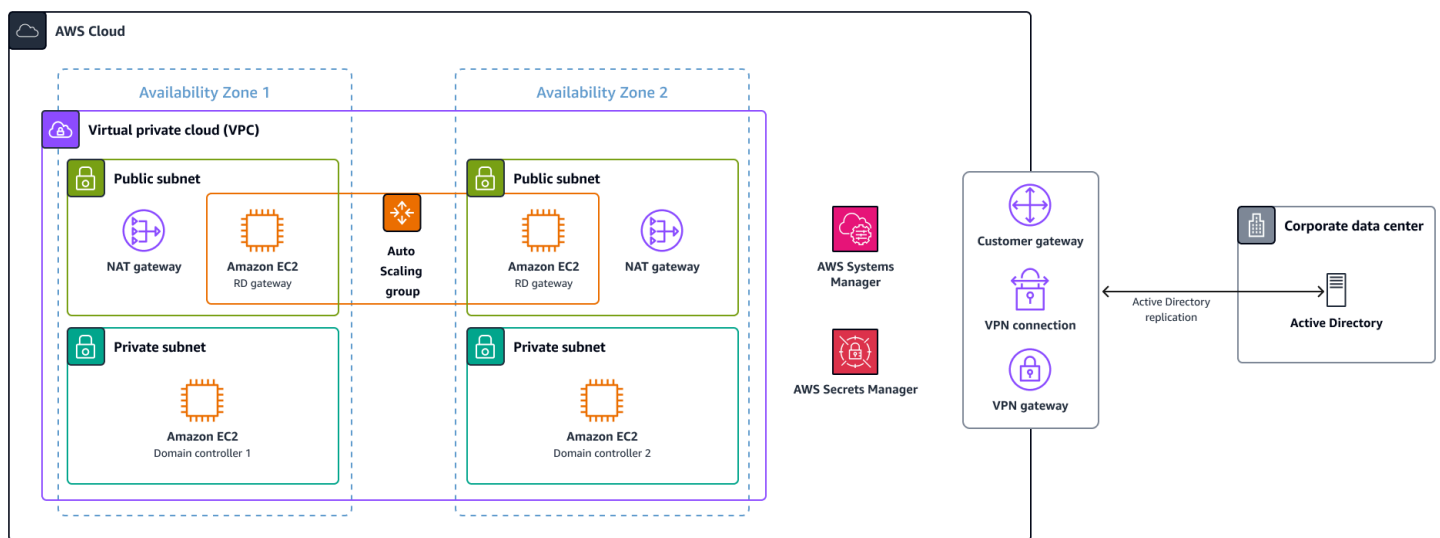 AWS Cloud
Availability Zone 1
Availability Zone 2
Virtual private cloud (VPC)
Public subnet
NAT gateway
Amazon EC2
RD gateway
Auto
Scaling
group
Public subnet
Amazon EC2
RD gateway
NAT gateway
Private subnet
Amazon EC2
Domain controller 1
Private subnet
Amazon EC2
Domain controller 2
AWS Systems
Manager
AWS Secrets Manager
Customer gateway
VPN connection
VPN gateway
Active Directory
replication
Corporate data center
Active Directory